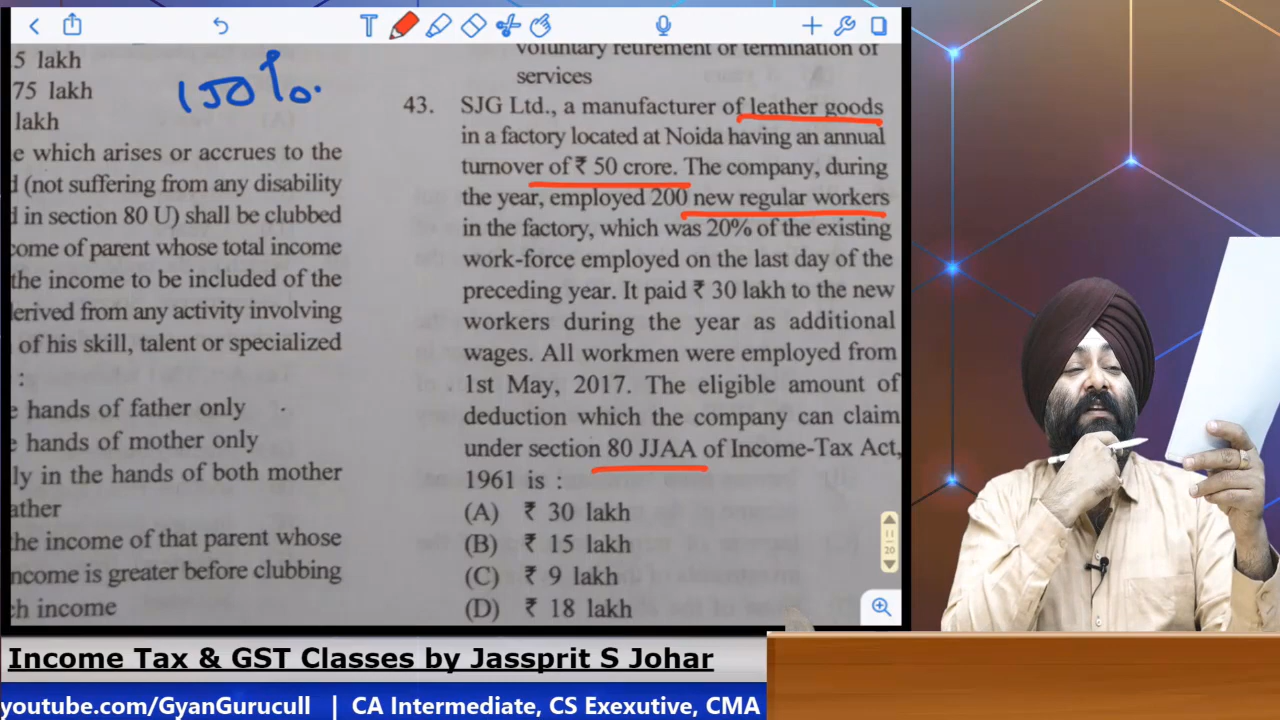 T
5 lakh
75 lakh
lakh
150%.
e which arises or accrues to the
d (not suffering from any disability
d in section 80 U) shall be clubbed
come of parent whose total income
the income to be included of the
derived from any activity involving
of his skill, talent or specialized
:
e hands of father only
e hands of mother only
ly in the hands of both mother
ather
the income of that parent whose
ncome is greater before clubbing
ch income
voluntary retirement or termination of
services
43. SJG Ltd., a manufacturer of leather goods
in a factory located at Noida having an annual
turnover of ₹ 50 crore. The company, during
the year, employed 200 new regular workers
in the factory, which was 20% of the existing
work-force employed on the last day of the
preceding year. It paid ₹ 30 lakh to the new
workers during the year as additional
wages. All workmen were employed from
1st May, 2017. The eligible amount of
deduction which the company can claim
under section 80 JJAA of Income-Tax Act,
1961 is :
(A) ₹ 30 lakh
(B) ₹ 15 lakh
(C) ₹ 9 lakh
(D) ₹ 18 lakh
11
20
Income Tax & GST Classes by Jassprit S Johar
youtube.com/GyanGurucull | CA Intermediate, CS Exexutive, CMA